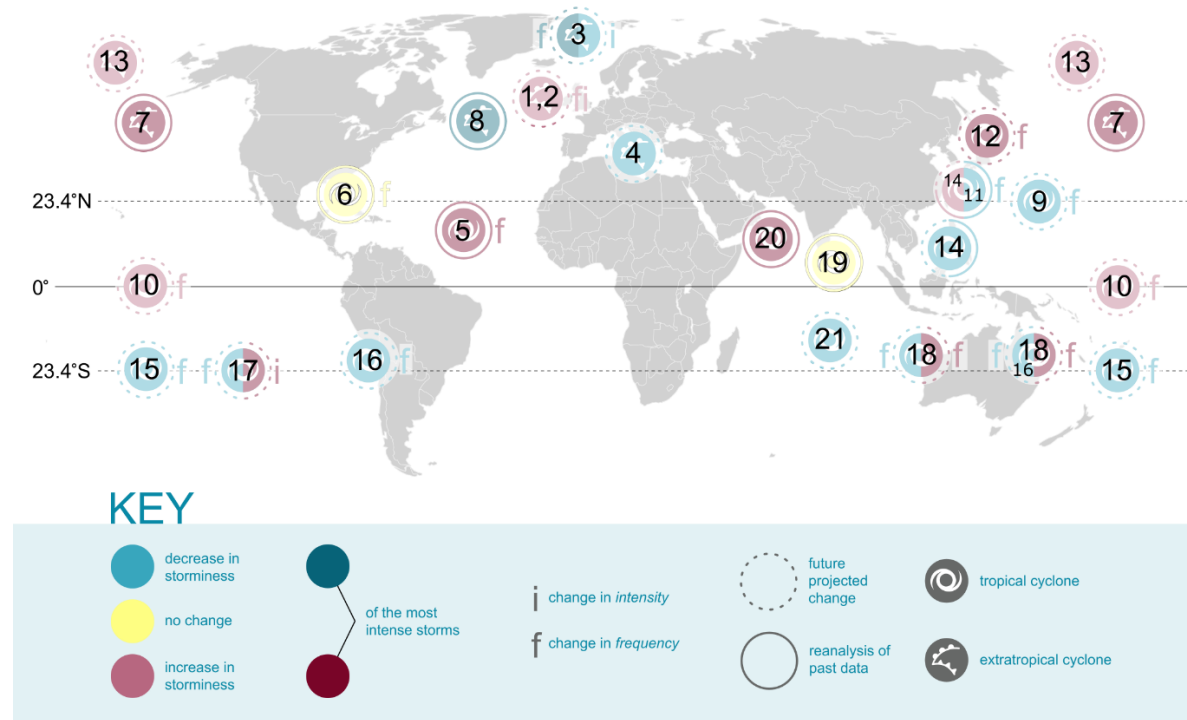 f 3 i
13
13
1,2 fi
7
8
7
12 f
4
14
11 f
6 f
23.4°N
9 f
5 f
20
14
19
0°
10 f
10 f
21
f 18 f
f 18 f
16
16 f
23.4°S
15 f
f 17 i
15 f
KEY
decrease in
storminess
no change
increase in
storminess
of the most
intense storms
i change in intensity
f change in frequency
future
projected
change
reanalysis of
past data
tropical cyclone
extratropical cyclone